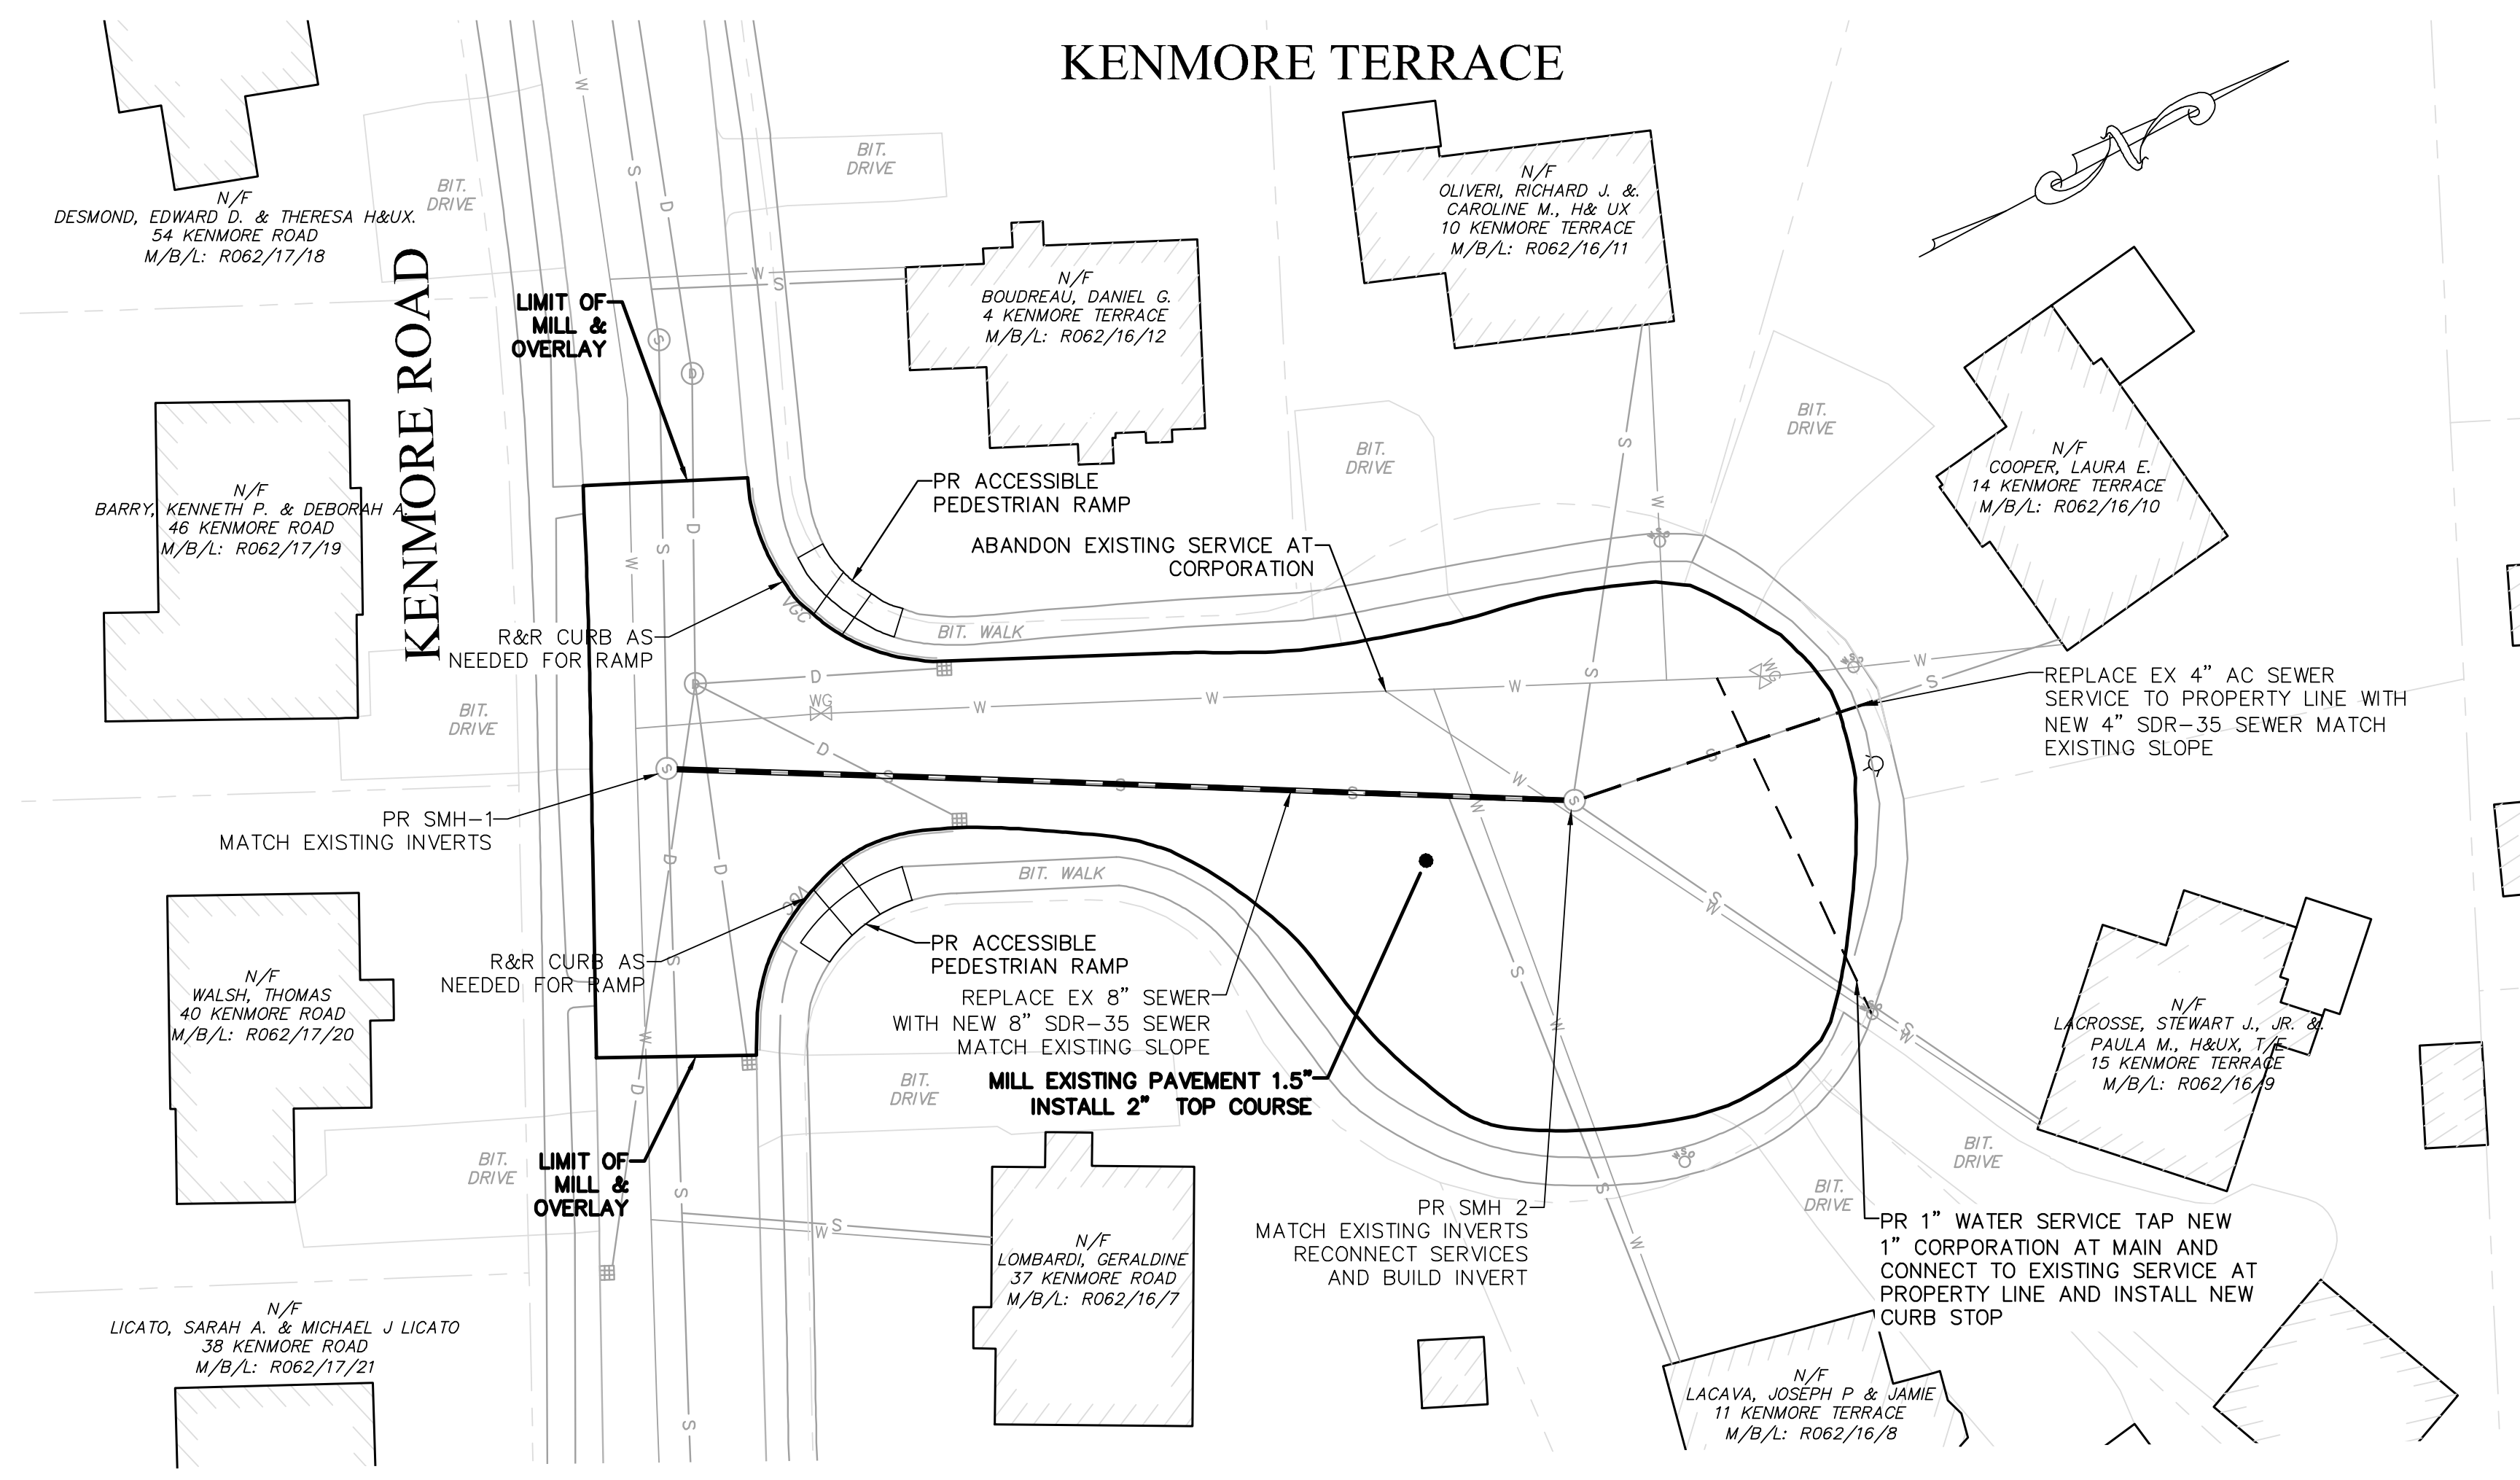 KENMORE TERRACE
KENMORE ROAD
N/F
DESMOND, EDWARD D. & THERESA H&UX.
54 KENMORE ROAD
M/B/L: R062/17/18
BIT.
DRIVE
BIT.
DRIVE
N/F
OLIVERI, RICHARD J. &.
CAROLINE M., H& UX
10 KENMORE TERRACE
M/B/L: R062/16/11
N
LIMIT OF
MILL &
OVERLAY
N/F
BOUDREAU, DANIEL G.
4 KENMORE TERRACE
M/B/L: R062/16/12
BIT.
DRIVE
BIT.
DRIVE
N/F
COOPER, LAURA E.
14 KENMORE TERRACE
M/B/L: R062/16/10
N/F
BARRY, KENNETH P. & DEBORAH A.
46 KENMORE ROAD
M/B/L: R062/17/19
PR ACCESSIBLE
PEDESTRIAN RAMP
ABANDON EXISTING SERVICE AT
CORPORATION
R&R CURB AS
NEEDED FOR RAMP
VGC
BIT. WALK
WG
WG
BIT.
DRIVE
REPLACE EX 4" AC SEWER
SERVICE TO PROPERTY LINE WITH
NEW 4" SDR-35 SEWER MATCH
EXISTING SLOPE
PR SMH-1
MATCH EXISTING INVERTS
BIT. WALK
VGC
R&R CURB AS
NEEDED FOR RAMP
PR ACCESSIBLE
PEDESTRIAN RAMP
REPLACE EX 8" SEWER
WITH NEW 8" SDR-35 SEWER
MATCH EXISTING SLOPE
N/F
WALSH, THOMAS
40 KENMORE ROAD
M/B/L: R062/17/20
MILL EXISTING PAVEMENT 1.5"
INSTALL 2" TOP COURSE
BIT.
DRIVE
N/F
LACROSSE, STEWART J., JR. &.
PAULA M., H&UX, T/E
15 KENMORE TERRACE
M/B/L: R062/16/9
BIT.
DRIVE
LIMIT OF
MILL &
OVERLAY
BIT.
DRIVE
BIT.
DRIVE
PR SMH 2
MATCH EXISTING INVERTS
RECONNECT SERVICES
AND BUILD INVERT
PR 1" WATER SERVICE TAP NEW
1" CORPORATION AT MAIN AND
CONNECT TO EXISTING SERVICE AT
PROPERTY LINE AND INSTALL NEW
CURB STOP
N/F
LOMBARDI, GERALDINE
37 KENMORE ROAD
M/B/L: R062/16/7
N/F
LICATO, SARAH A. & MICHAEL J LICATO
38 KENMORE ROAD
M/B/L: R062/17/21
N/F
LACAVA, JOSEPH P & JAMIE
11 KENMORE TERRACE
M/B/L: R062/16/8